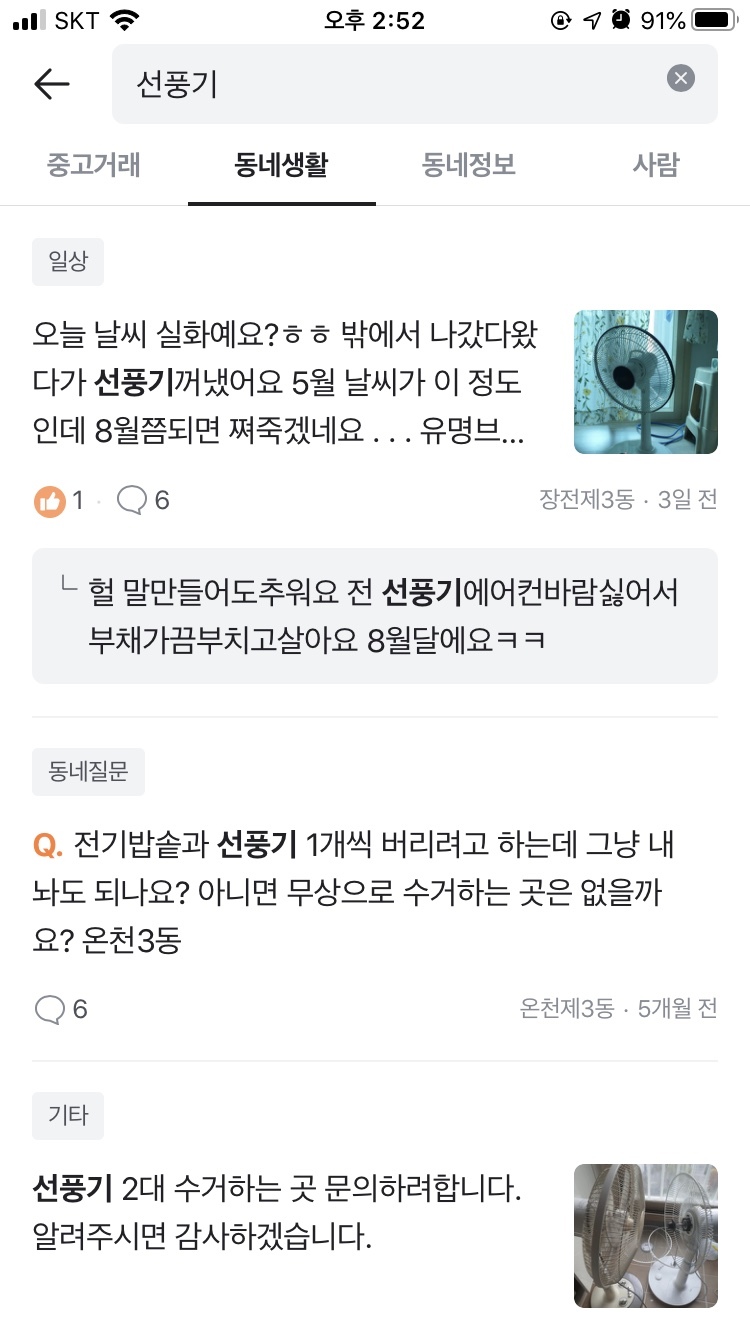 SKT 오후 2:52 91%
선풍기
중고거래 동네생활 동네정보 사람
일상
오늘 날씨 실화예요?ㅎㅎ 밖에서 나갔다왔
다가 선풍기꺼냈어요 5월 날씨가 이 정도
인데 8월쯤되면 쪄죽겠네요 . . . 유명브...
1 · 6 장전제3동 · 3일 전
헐 말만들어도추워요 전 선풍기에어컨바람싫어서
부채가끔부치고살아요 8월달에요ㅋㅋ
동네질문
Q. 전기밥솥과 선풍기 1개씩 버리려고 하는데 그냥 내
놔도 되나요? 아니면 무상으로 수거하는 곳은 없을까
요? 온천3동
6 온천제3동 · 5개월 전
기타
선풍기 2대 수거하는 곳 문의하려합니다.
알려주시면 감사하겠습니다.